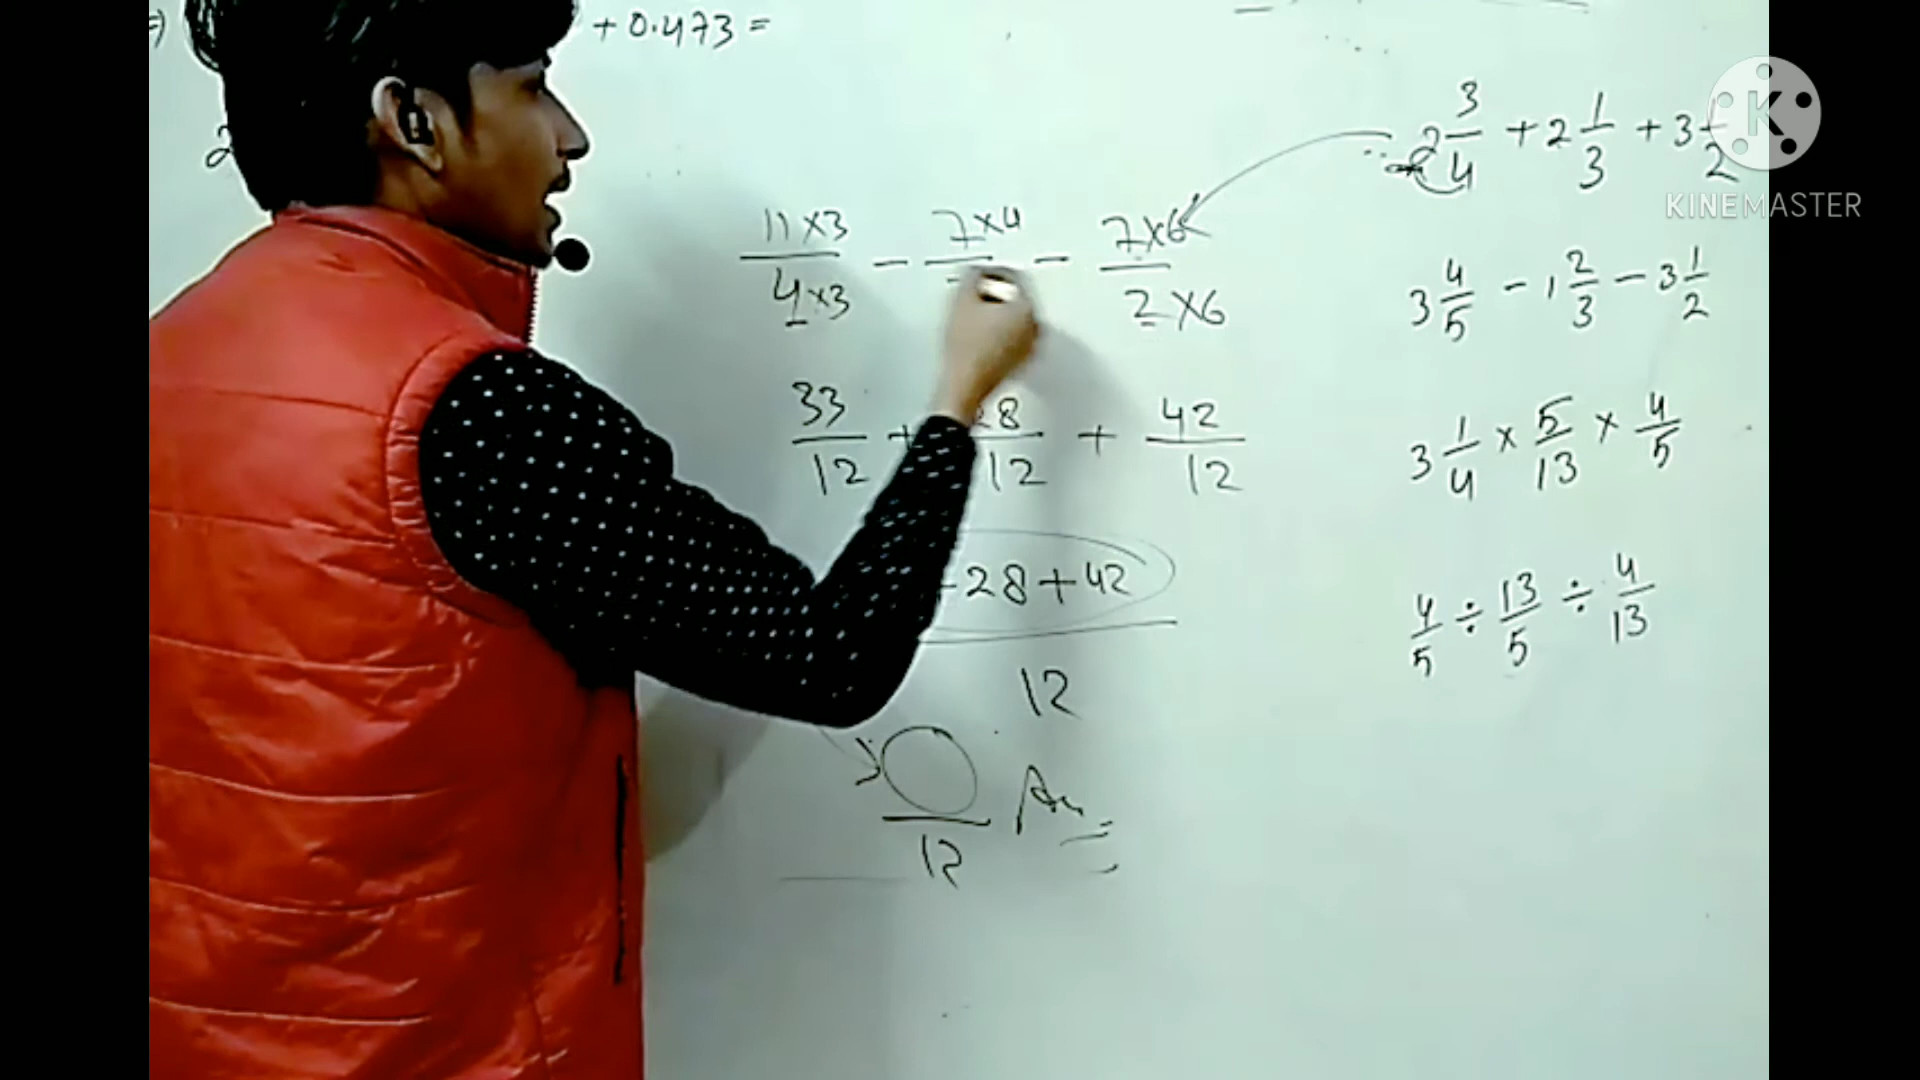 + 0.473 =
2
2 3/4 + 2 1/3 + 3 1/2
K
KINEMASTER
11×3/4×3 − 7×4 − 7×6/2×6
3 4/5 − 1 2/3 − 3 1/2
33/12 + 28/12 + 42/12
3 1/4 × 5/13 × 4/5
28+42
12
4/5 ÷ 13/5 ÷ 4/13
12